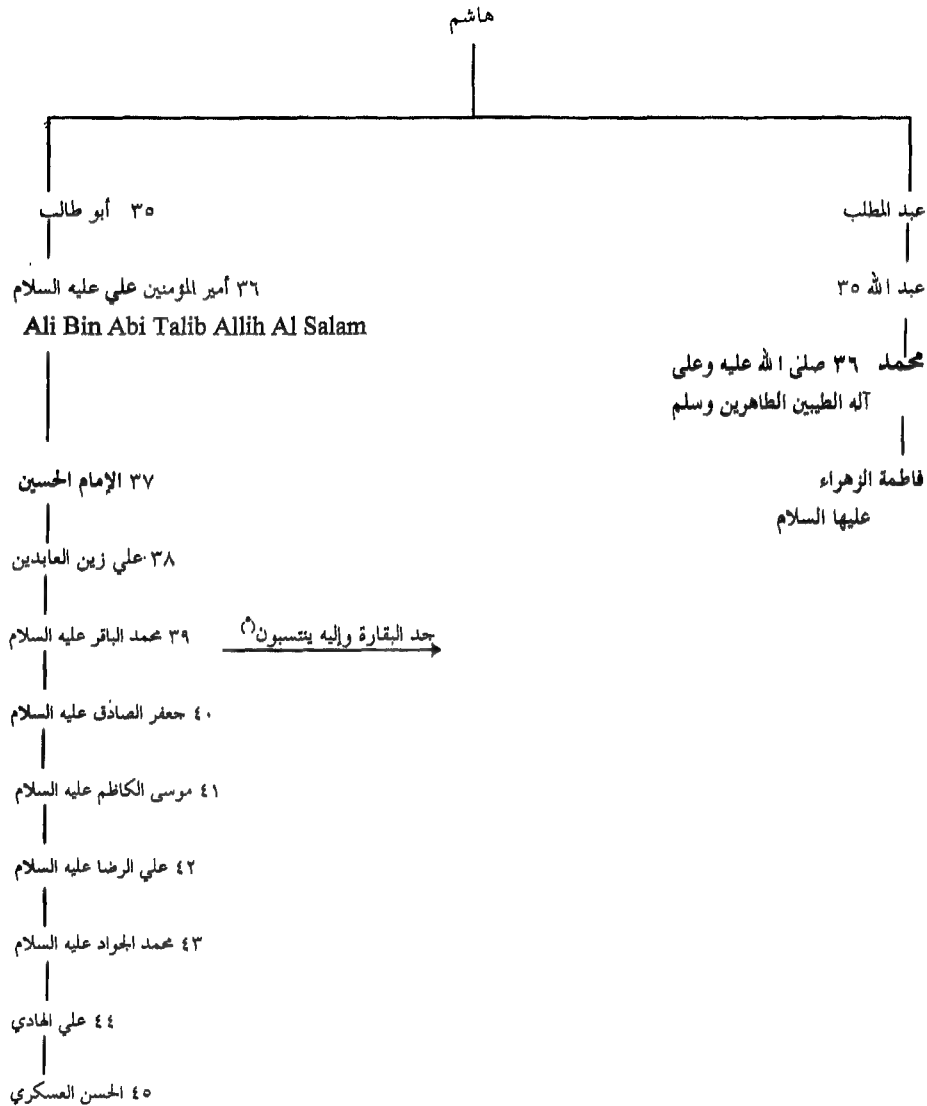 هاشم
عبد المطلب
٣٥ أبو طالب
عبد الله ٣٥
٣٦ أمير المؤمنين علي عليه السلام
Ali Bin Abi Talib Allih Al Salam
محمد ٣٦ صلى الله عليه وعلى
آله الطيبين الطاهرين وسلم
فاطمة الزهراء
عليها السلام
٣٧ الإمام الحسين
٣٨ علي زين العابدين
٣٩ محمد الباقر عليه السلام
جد البقارة وإليه ينتسبون
٤٠ جعفر الصادق عليه السلام
٤١ موسى الكاظم عليه السلام
٤٢ علي الرضا عليه السلام
٤٣ محمد الجواد عليه السلام
٤٤ علي الهادي
٤٥ الحسن العسكري